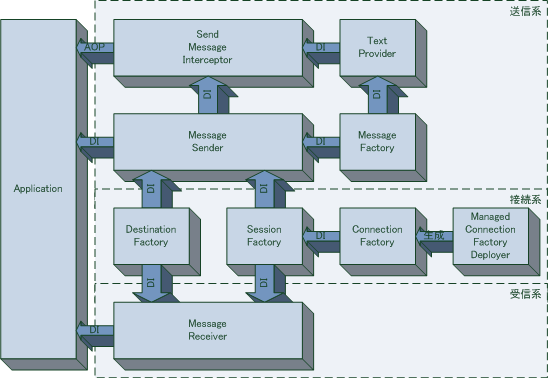 送信系
Send
Message
Interceptor
Text
Provider
AOP
DI
DI
DI
Message
Sender
Message
Factory
DI
DI
Application
DI
DI
接続系
Destination
Factory
Session
Factory
Connection
Factory
Managed
Connection
Factory
Deployer
DI
生成
DI
DI
受信系
Message
Receiver
DI